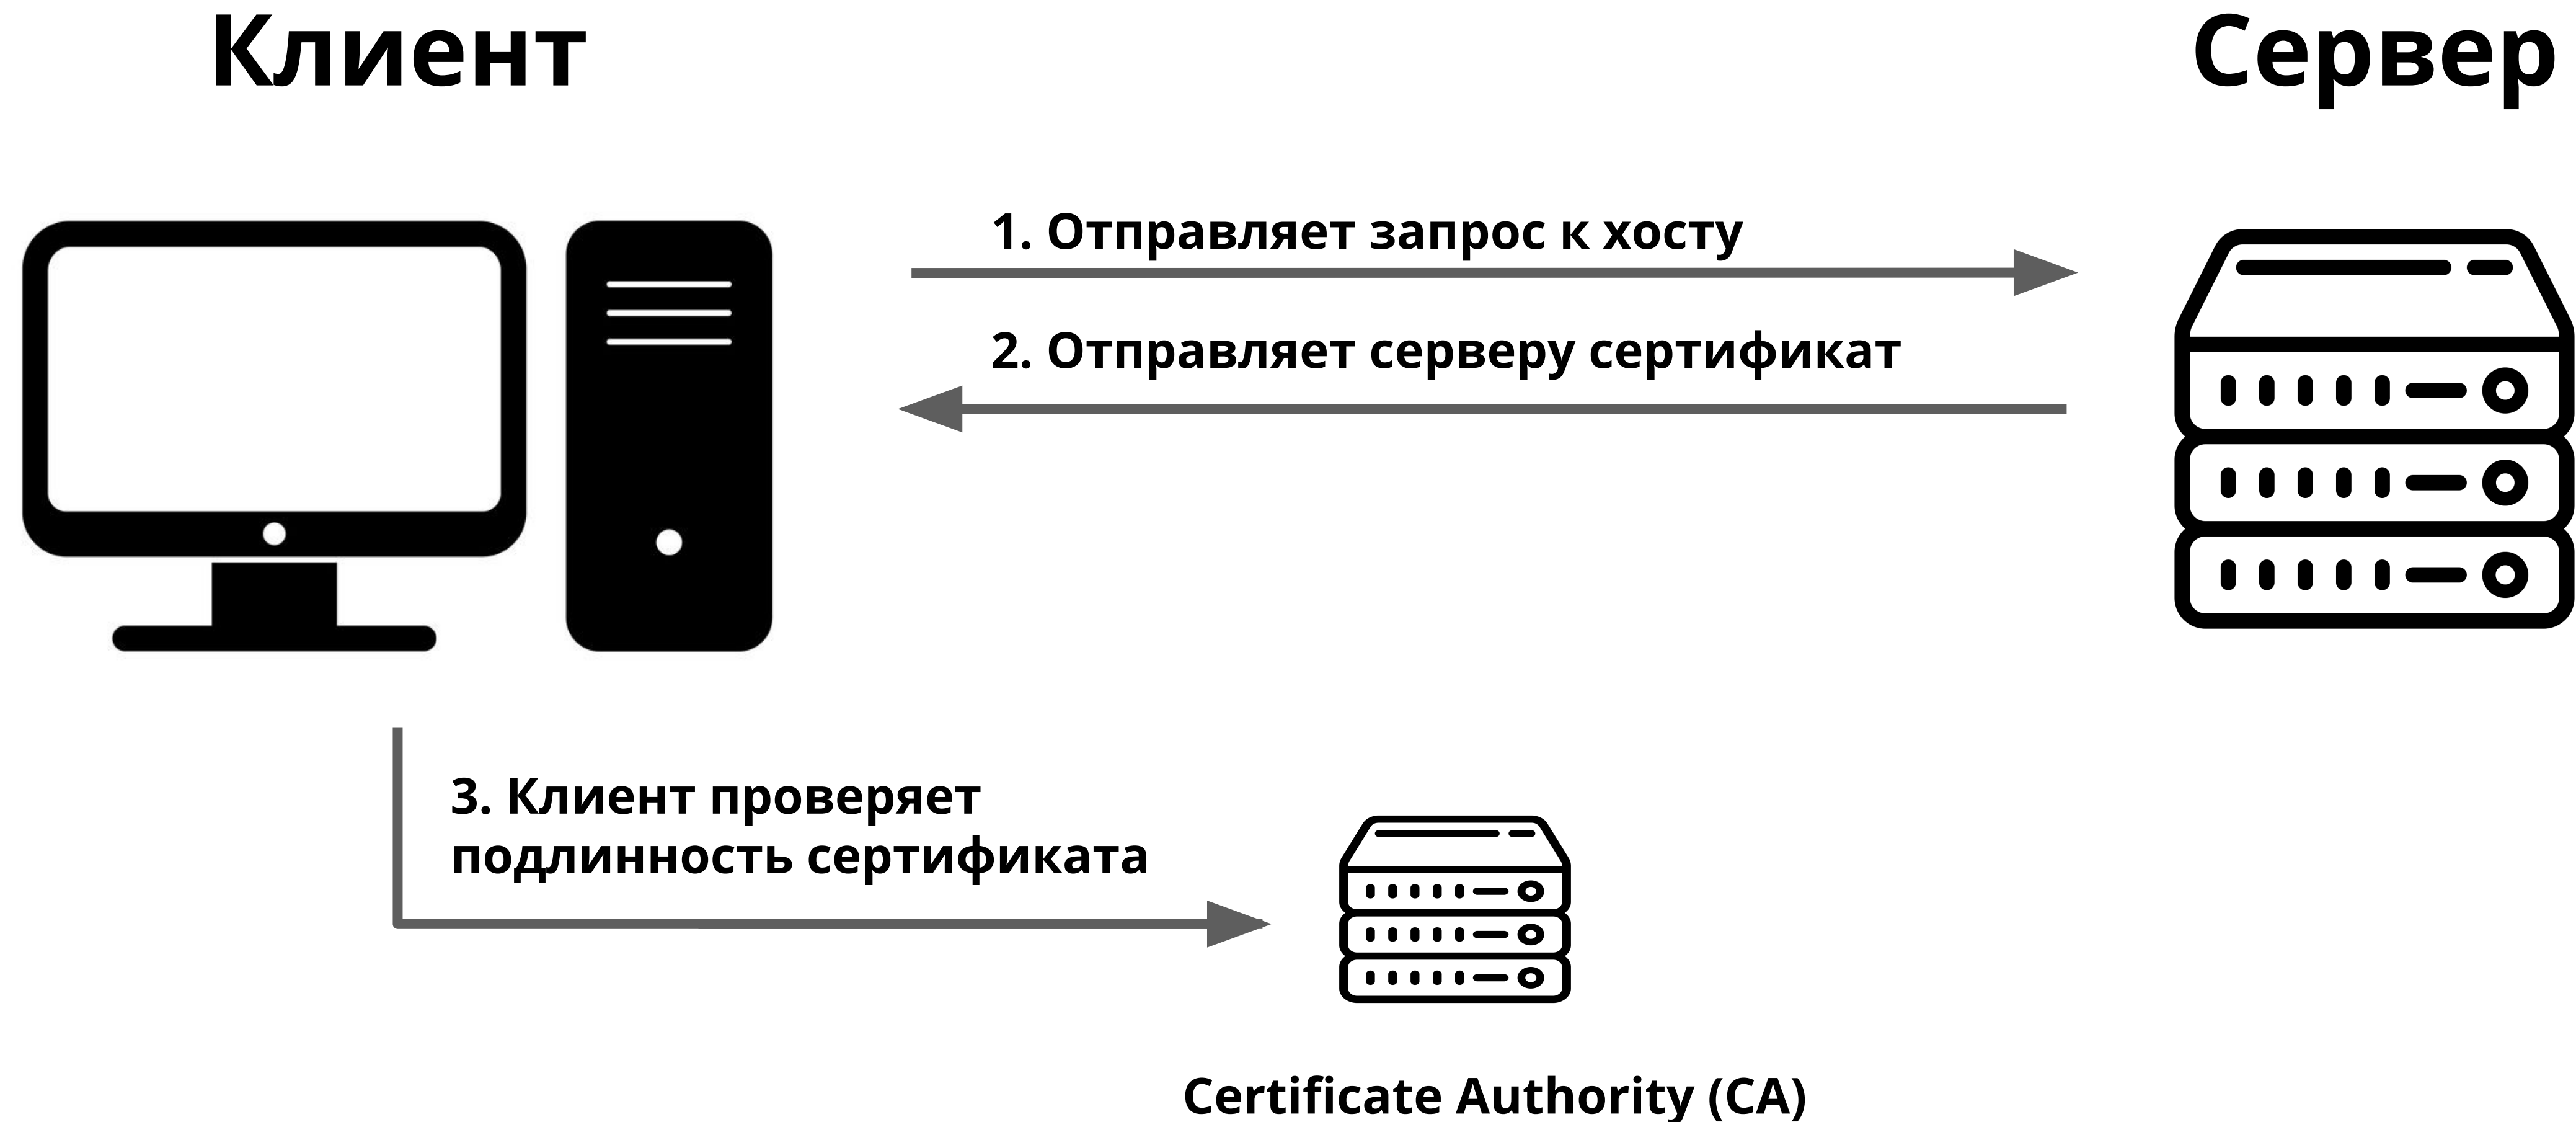 Клиент
Сервер
1. Отправляет запрос к хосту
2. Отправляет серверу сертификат
3. Клиент проверяет
подлинность сертификата
Certificate Authority (CA)